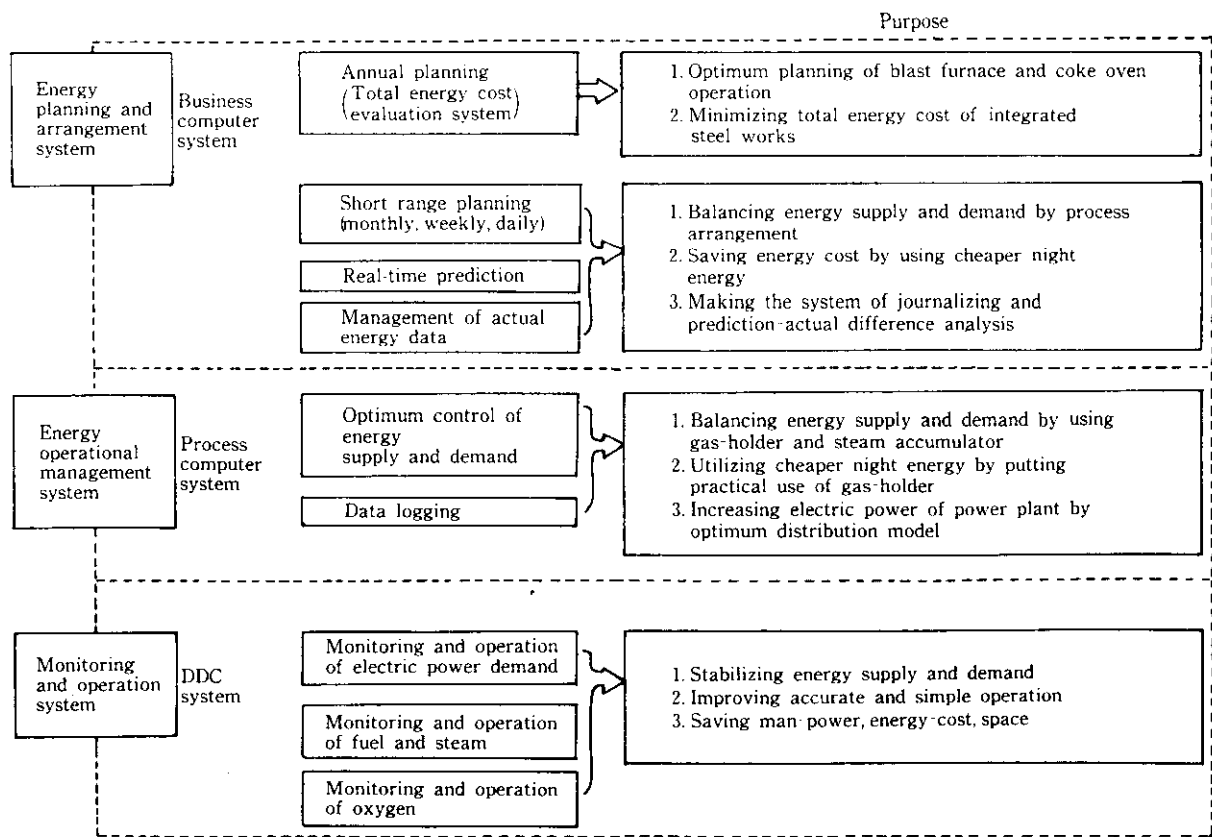 Purpose
Energy
planning and
arrangement
system
Business
computer
system
Annual planning
(Total energy cost
evaluation system)
1. Optimum planning of blast furnace and coke oven
operation
2. Minimizing total energy cost of integrated
steel works
Short range planning
(monthly, weekly, daily)
Real-time prediction
Management of actual
energy data
1. Balancing energy supply and demand by process
arrangement
2. Saving energy cost by using cheaper night
energy
3. Making the system of journalizing and
prediction-actual difference analysis
Energy
operational
management
system
Process
computer
system
Optimum control of
energy
supply and demand
Data logging
1. Balancing energy supply and demand by using
gas-holder and steam accumulator
2. Utilizing cheaper night energy by putting
practical use of gas-holder
3. Increasing electric power of power plant by
optimum distribution model
Monitoring
and operation
system
DDC
system
Monitoring and operation
of electric power demand
Monitoring and operation
of fuel and steam
Monitoring and operation
of oxygen
1. Stabilizing energy supply and demand
2. Improving accurate and simple operation
3. Saving man-power, energy-cost, space